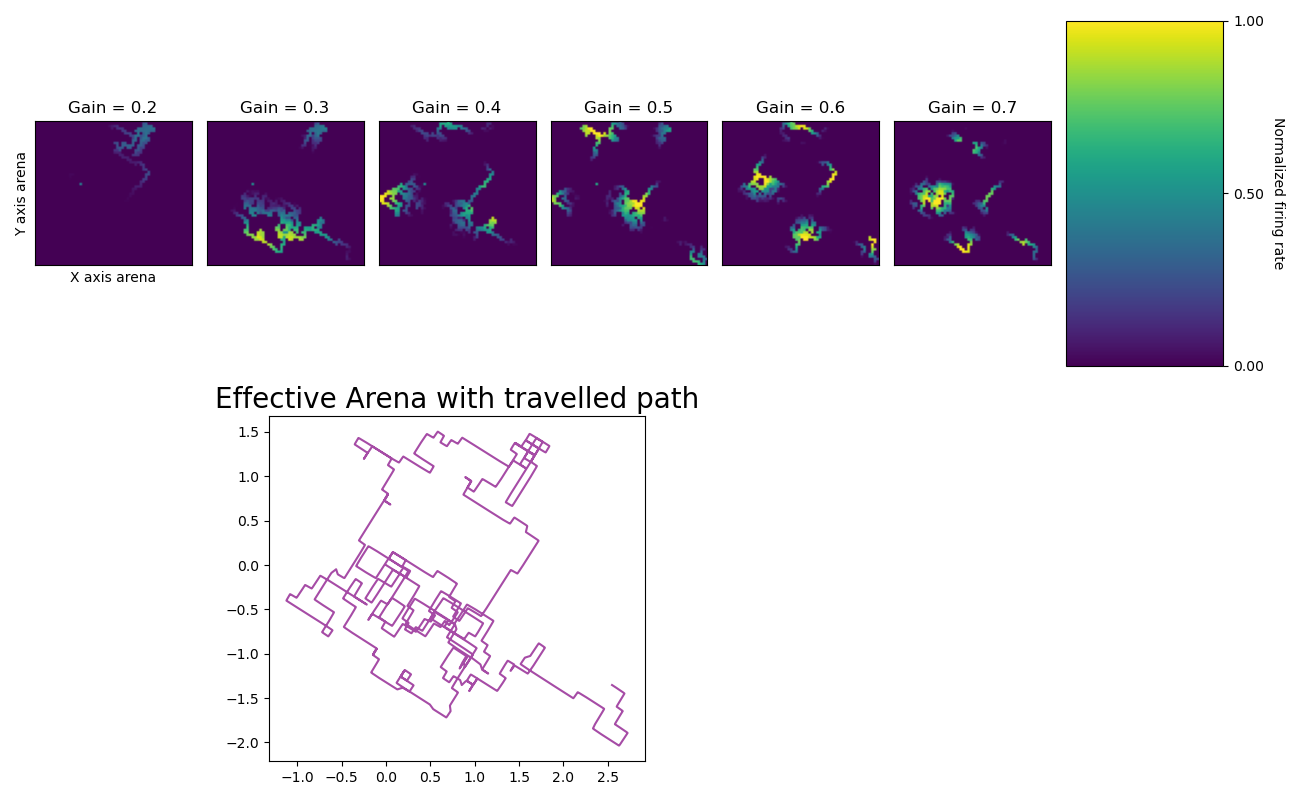 Gain = 0.2
Gain = 0.3
Gain = 0.4
Gain = 0.5
Gain = 0.6
Gain = 0.7
Y axis arena
X axis arena
1.00
0.50
0.00
Normalized firing rate
Effective Arena with travelled path
1.5
1.0
0.5
0.0
−0.5
−1.0
−1.5
−2.0
−1.0 −0.5 0.0 0.5 1.0 1.5 2.0 2.5